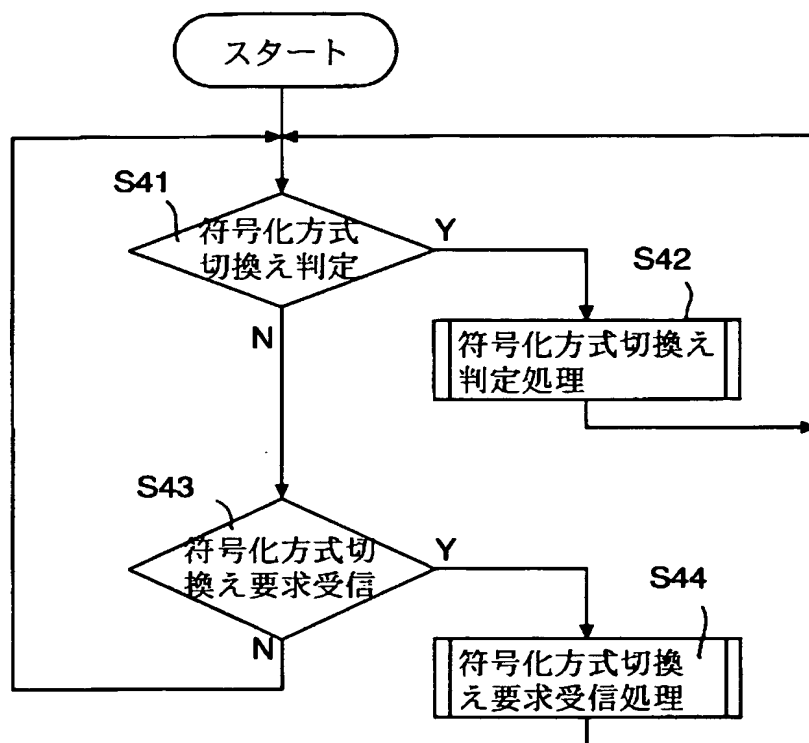 スタート
S41
符号化方式
切換え判定
Y
N
S42
符号化方式切換え
判定処理
S43
符号化方式切
換え要求受信
Y
N
S44
符号化方式切換
え要求受信処理